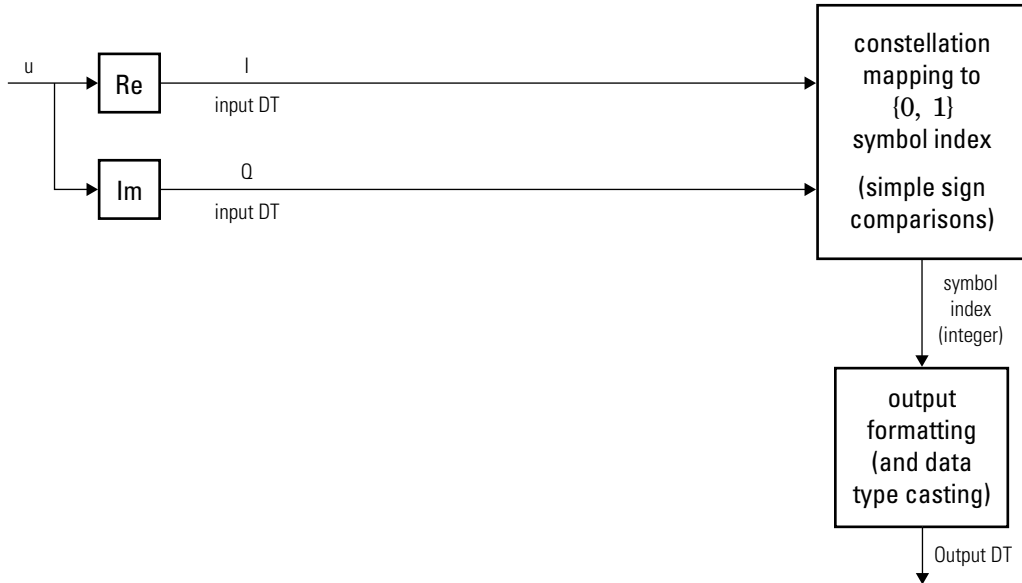 u
Re
I
input DT
Im
Q
input DT
constellation
mapping to
{0, 1}
symbol index
(simple sign
comparisons)
symbol
index
(integer)
output
formatting
(and data
type casting)
Output DT